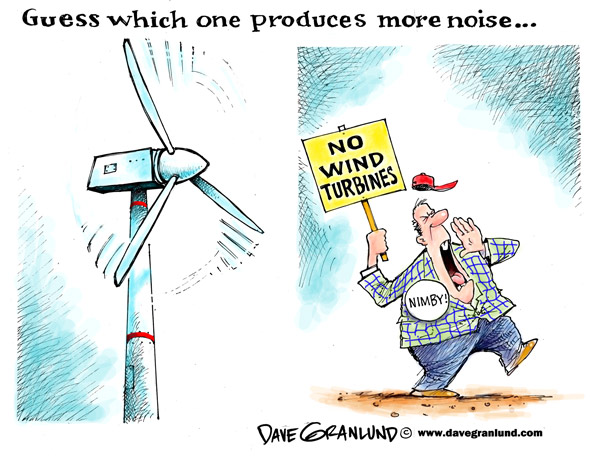 Guess which one produces more noise...
NO
WIND
TURBINES
NIMBY!
DAVE GRANLUND © www.davegranlund.com